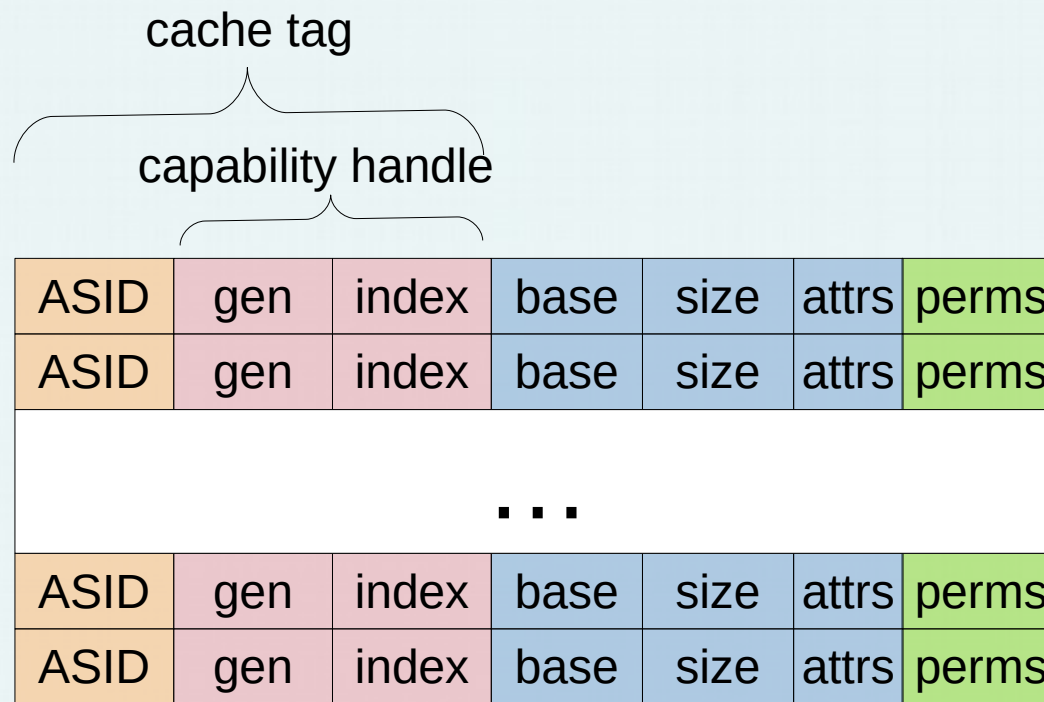 cache tag
capability handle
ASID gen index base size attrs perms
ASID gen index base size attrs perms
...
ASID gen index base size attrs perms
ASID gen index base size attrs perms